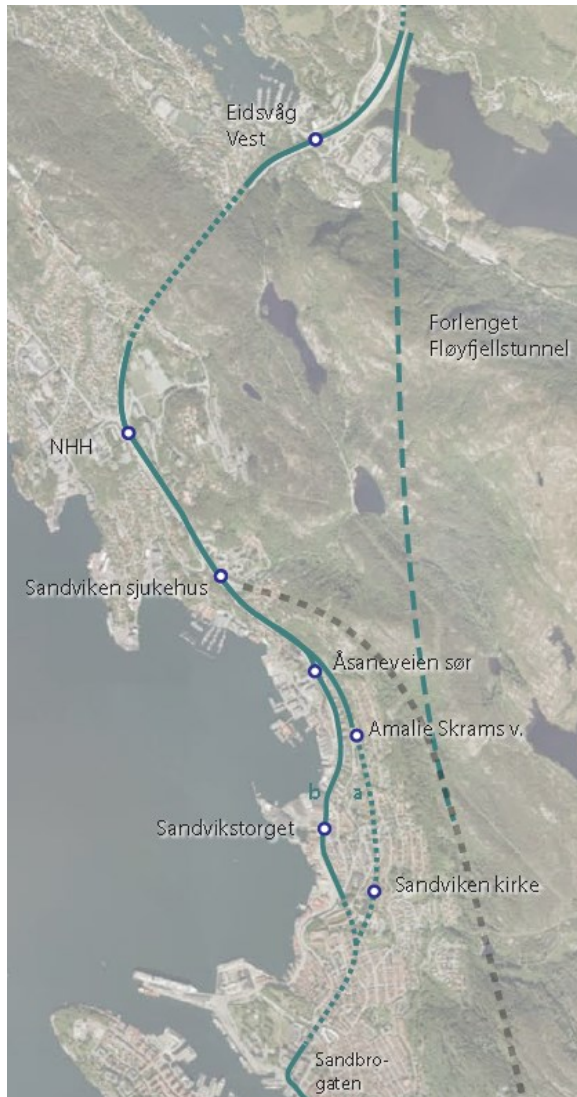 Eidsvåg
Vest
Forlenget
Fløyfjellstunnel
NHH
Sandviken sjukehus
Åsaneveien sør
Amalie Skrams v.
b
a
Sandvikstorget
Sandviken kirke
Sandbro-
gaten